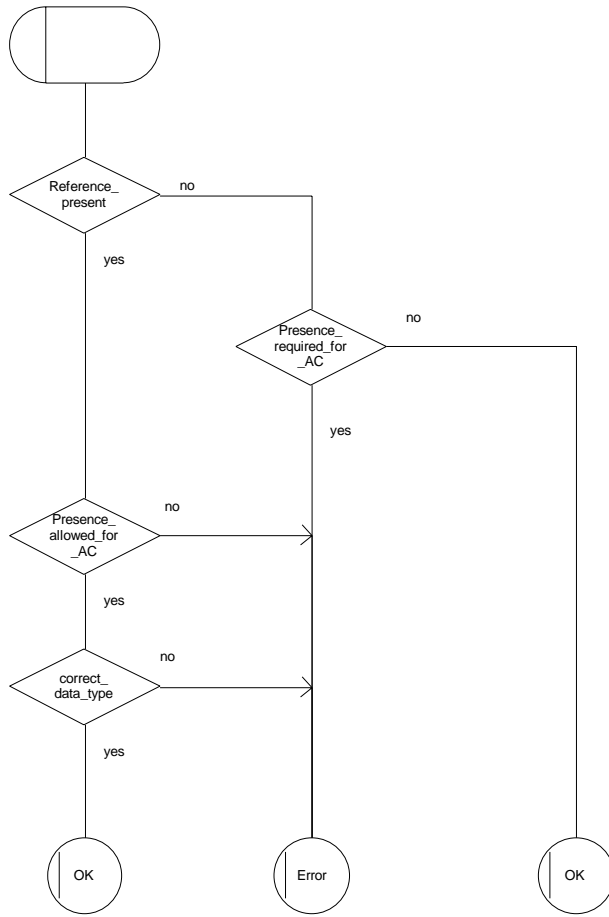 Reference_
present
no
yes
Presence_
required_for
_AC
no
yes
Presence_
allowed_for
_AC
no
yes
correct_
data_type
no
yes
OK
Error
OK